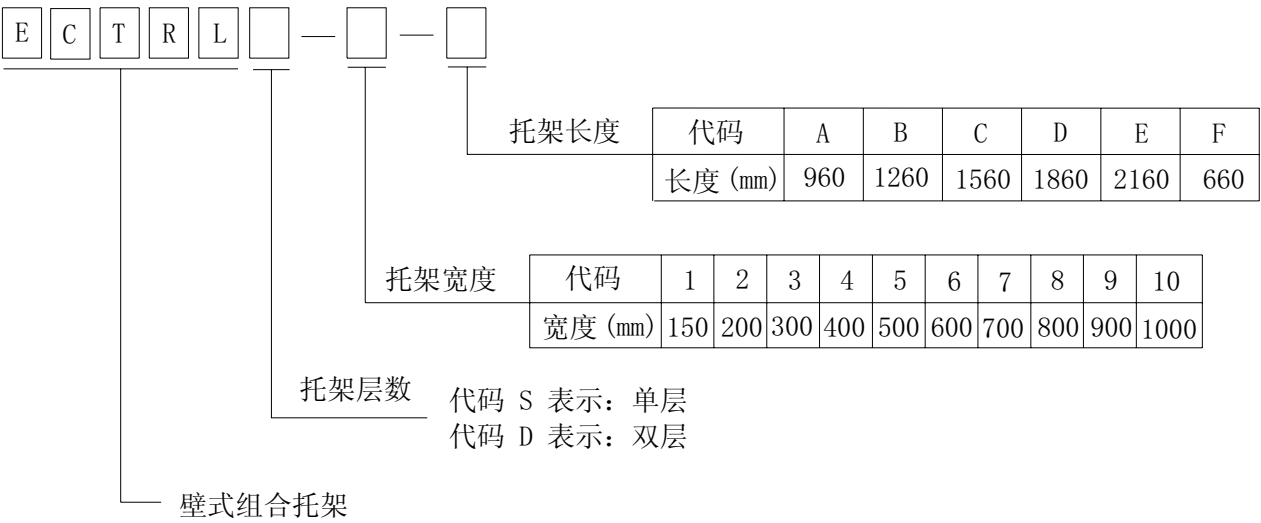 E C T R L □ — □ — □
托架长度 代码 A B C D E F
长度(mm) 960 1260 1560 1860 2160 660
托架宽度 代码 1 2 3 4 5 6 7 8 9 10
宽度(mm) 150 200 300 400 500 600 700 800 900 1000
托架层数 代码 S 表示: 单层
代码 D 表示: 双层
壁式组合托架